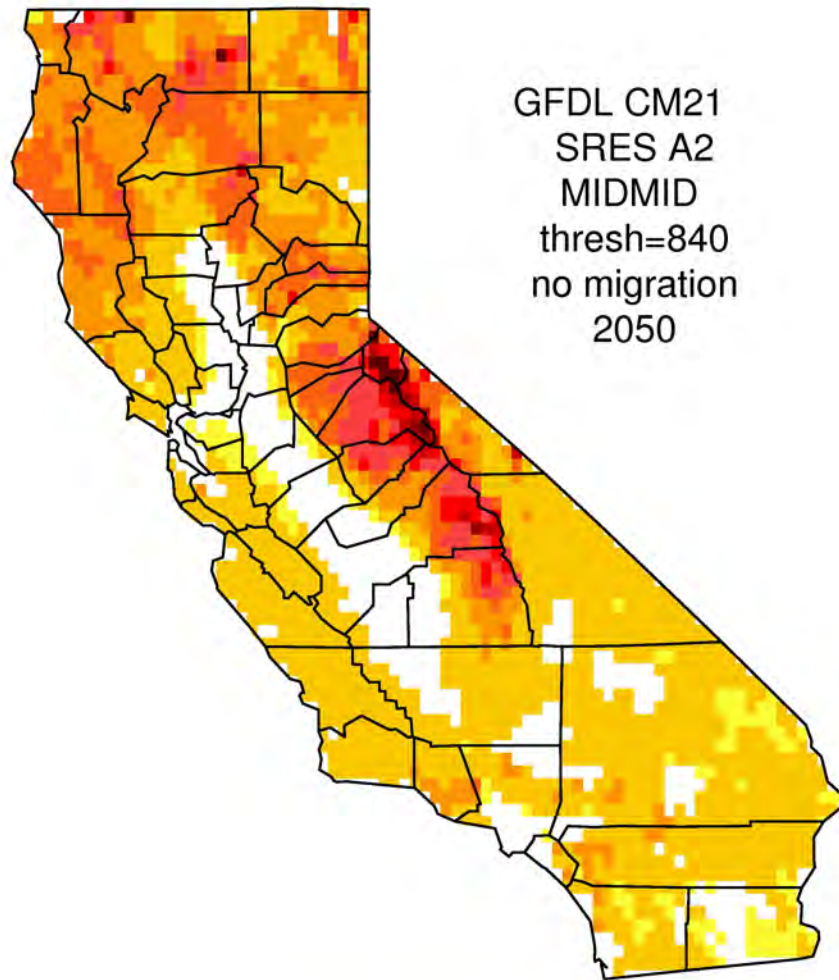 GFDL CM21
SRES A2
MIDMID
thresh=840
no migration
2050